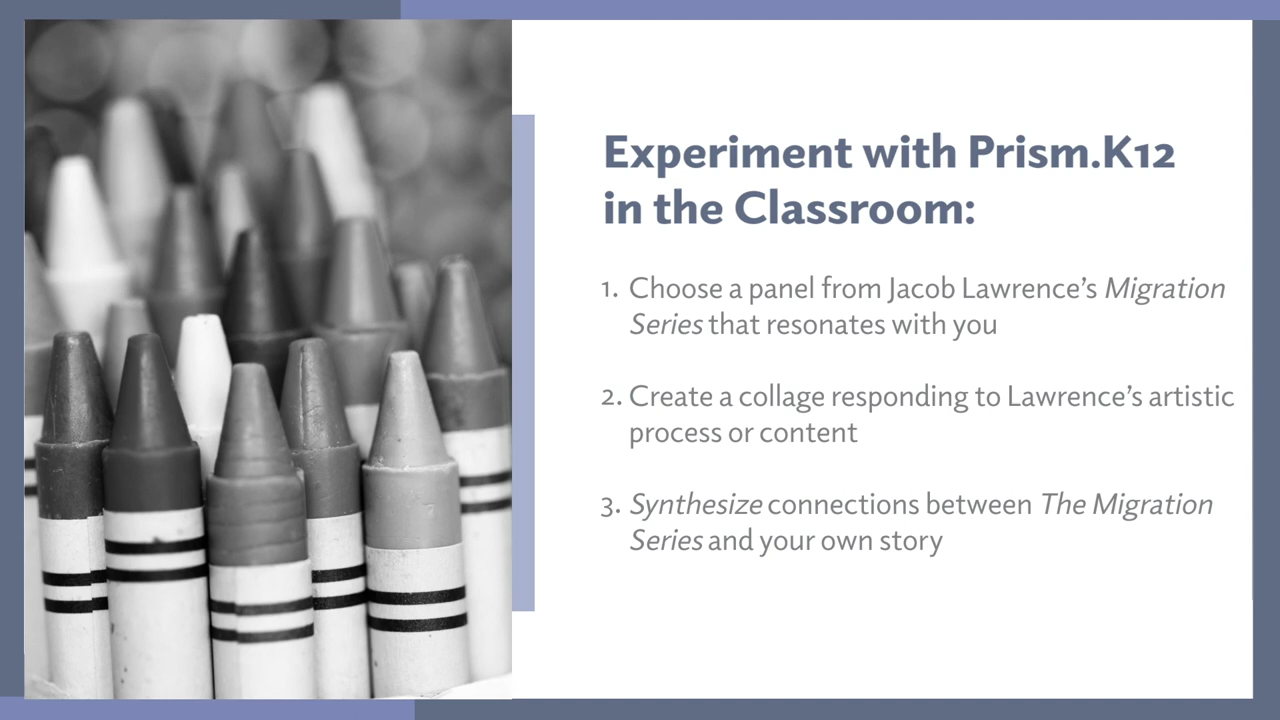 Experiment with Prism.K12
in the Classroom:
1. Choose a panel from Jacob Lawrence’s Migration
Series that resonates with you
2. Create a collage responding to Lawrence’s artistic
process or content
3. Synthesize connections between The Migration
Series and your own story